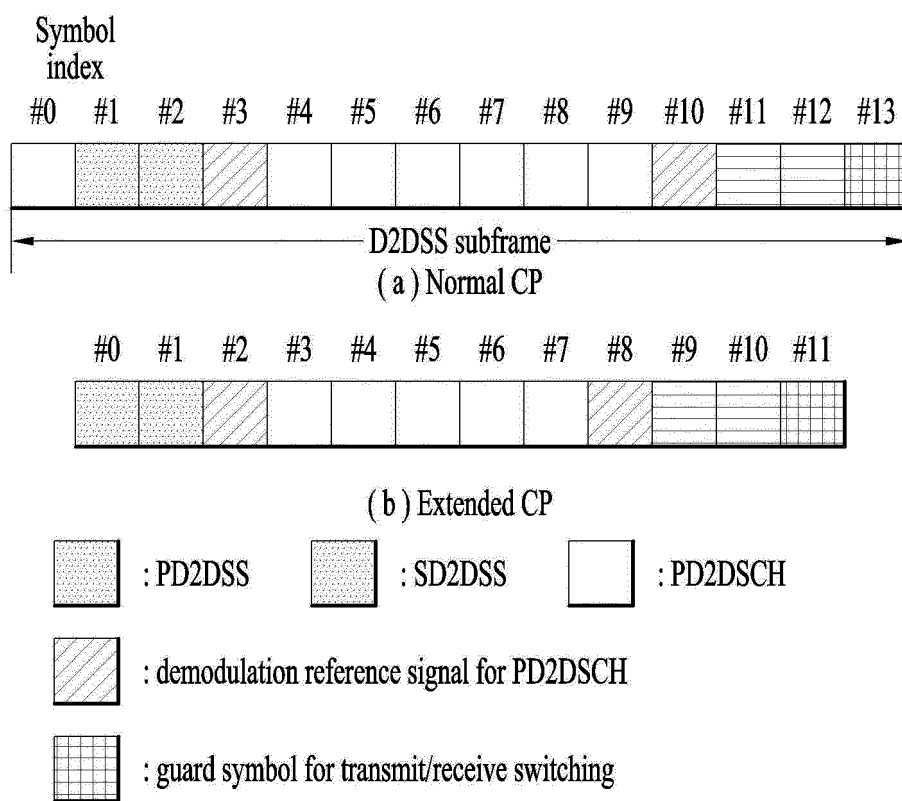 Symbol
index
#0 #1 #2 #3 #4 #5 #6 #7 #8 #9 #10 #11 #12 #13
D2DSS subframe
( a ) Normal CP
#0 #1 #2 #3 #4 #5 #6 #7 #8 #9 #10 #11
( b ) Extended CP
: PD2DSS : SD2DSS : PD2DSCH
: demodulation reference signal for PD2DSCH
: guard symbol for transmit/receive switching